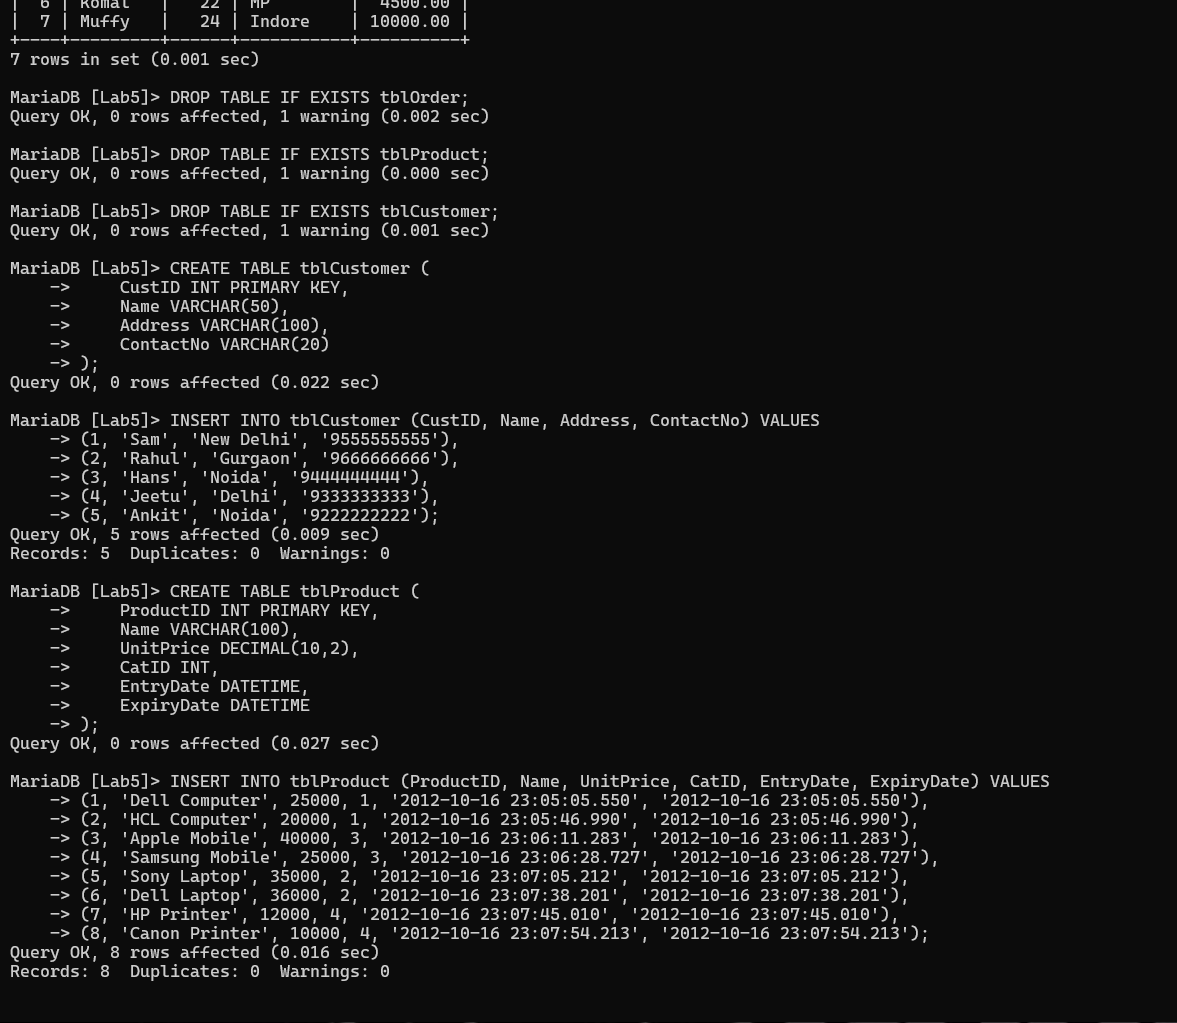 |  6 | Komal   |   22 | MP        |  4500.00 |
|  7 | Muffy   |   24 | Indore    | 10000.00 |
+----+---------+------+-----------+----------+
7 rows in set (0.001 sec)

MariaDB [Lab5]> DROP TABLE IF EXISTS tblOrder;
Query OK, 0 rows affected, 1 warning (0.002 sec)

MariaDB [Lab5]> DROP TABLE IF EXISTS tblProduct;
Query OK, 0 rows affected, 1 warning (0.000 sec)

MariaDB [Lab5]> DROP TABLE IF EXISTS tblCustomer;
Query OK, 0 rows affected, 1 warning (0.001 sec)

MariaDB [Lab5]> CREATE TABLE tblCustomer (
    ->     CustID INT PRIMARY KEY,
    ->     Name VARCHAR(50),
    ->     Address VARCHAR(100),
    ->     ContactNo VARCHAR(20)
    -> );
Query OK, 0 rows affected (0.022 sec)

MariaDB [Lab5]> INSERT INTO tblCustomer (CustID, Name, Address, ContactNo) VALUES
    -> (1, 'Sam', 'New Delhi', '9555555555'),
    -> (2, 'Rahul', 'Gurgaon', '9666666666'),
    -> (3, 'Hans', 'Noida', '9444444444'),
    -> (4, 'Jeetu', 'Delhi', '9333333333'),
    -> (5, 'Ankit', 'Noida', '9222222222');
Query OK, 5 rows affected (0.009 sec)
Records: 5  Duplicates: 0  Warnings: 0

MariaDB [Lab5]> CREATE TABLE tblProduct (
    ->     ProductID INT PRIMARY KEY,
    ->     Name VARCHAR(100),
    ->     UnitPrice DECIMAL(10,2),
    ->     CatID INT,
    ->     EntryDate DATETIME,
    ->     ExpiryDate DATETIME
    -> );
Query OK, 0 rows affected (0.027 sec)

MariaDB [Lab5]> INSERT INTO tblProduct (ProductID, Name, UnitPrice, CatID, EntryDate, ExpiryDate) VALUES
    -> (1, 'Dell Computer', 25000, 1, '2012-10-16 23:05:05.550', '2012-10-16 23:05:05.550'),
    -> (2, 'HCL Computer', 20000, 1, '2012-10-16 23:05:46.990', '2012-10-16 23:05:46.990'),
    -> (3, 'Apple Mobile', 40000, 3, '2012-10-16 23:06:11.283', '2012-10-16 23:06:11.283'),
    -> (4, 'Samsung Mobile', 25000, 3, '2012-10-16 23:06:28.727', '2012-10-16 23:06:28.727'),
    -> (5, 'Sony Laptop', 35000, 2, '2012-10-16 23:07:05.212', '2012-10-16 23:07:05.212'),
    -> (6, 'Dell Laptop', 36000, 2, '2012-10-16 23:07:38.201', '2012-10-16 23:07:38.201'),
    -> (7, 'HP Printer', 12000, 4, '2012-10-16 23:07:45.010', '2012-10-16 23:07:45.010'),
    -> (8, 'Canon Printer', 10000, 4, '2012-10-16 23:07:54.213', '2012-10-16 23:07:54.213');
Query OK, 8 rows affected (0.016 sec)
Records: 8  Duplicates: 0  Warnings: 0